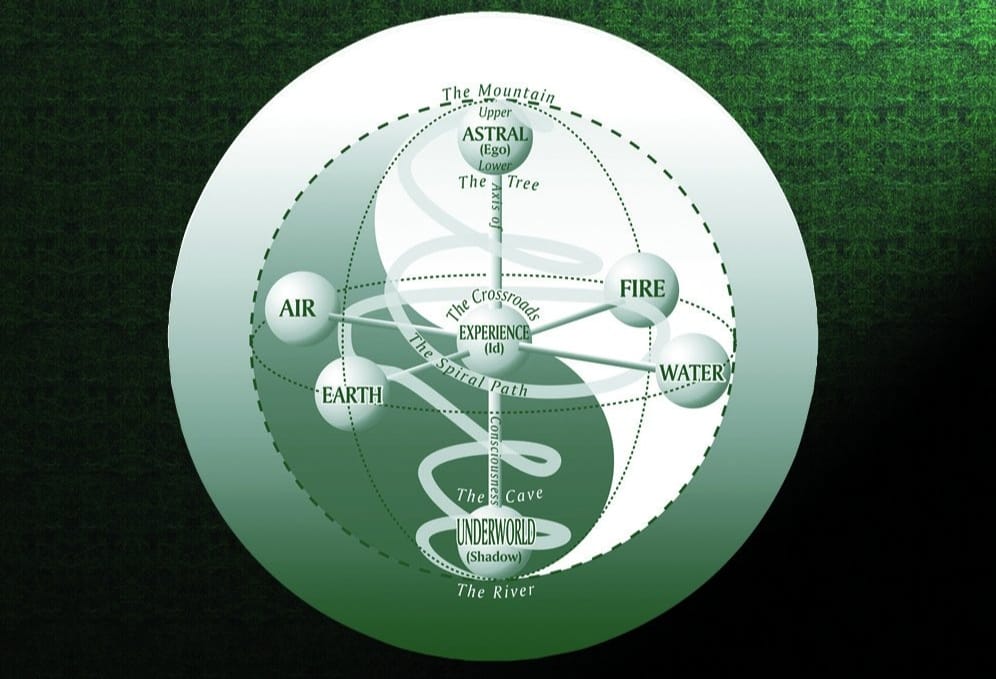 The Mountain
Upper
ASTRAL
(Ego)
Lower
The Tree
Axis of
AIR
FIRE
The Crossroads
EXPERIENCE
(Id)
The Spiral Path
WATER
EARTH
Consciousness
The Cave
UNDERWORLD
(Shadow)
The River